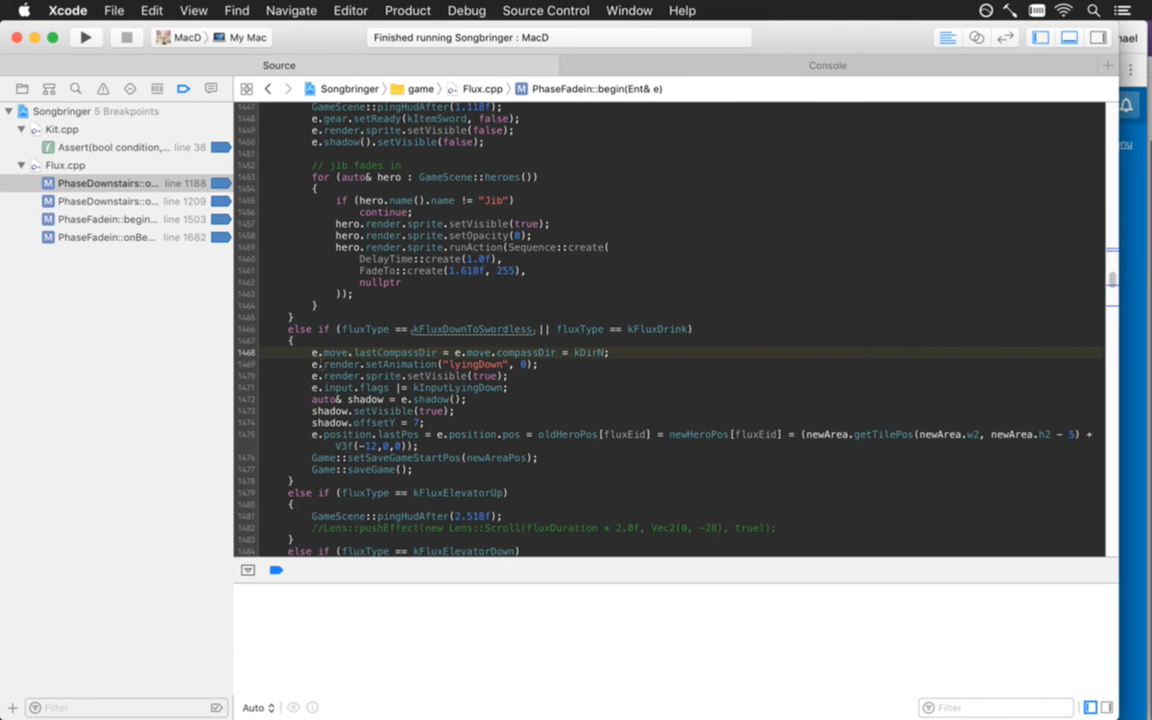 Xcode File Edit View Find Navigate Editor Product Debug Source Control Window Help
MacD 〉 My Mac
Finished running Songbringer : MacD
ael
Source
Console
Songbringer 〉 game 〉 Flux.cpp 〉 M PhaseFadein::begin(Ent& e)
Songbringer 5 Breakpoints
Kit.cpp
Assert(bool condition,... line 38
Flux.cpp
M PhaseDownstairs::o... line 1188
M PhaseDownstairs::o... line 1209
M PhaseFadein::begin... line 1503
M PhaseFadein::onBe... line 1682
1447 GameScene::pingHudAfter(1.118f);
1448 e.gear.setReady(kItemSword, false);
1449 e.render.sprite.setVisible(false);
1450 e.shadow().setVisible(false);
1451
1452 // jib fades in
1453 for (auto& hero : GameScene::heroes())
1454 {
1455 if (hero.name().name != "Jib")
1456 continue;
1457 hero.render.sprite.setVisible(true);
1458 hero.render.sprite.setOpacity(0);
1459 hero.render.sprite.runAction(Sequence::create(
1460 DelayTime::create(1.0f),
1461 FadeTo::create(1.618f, 255),
1462 nullptr
1463 ));
1464 }
1465 }
1466 else if (fluxType == kFluxDownToSwordless || fluxType == kFluxDrink)
1467 {
1468 e.move.lastCompassDir = e.move.compassDir = kDirN;
1469 e.render.setAnimation("lyingDown", 0);
1470 e.render.sprite.setVisible(true);
1471 e.input.flags |= kInputLyingDown;
1472 auto& shadow = e.shadow();
1473 shadow.setVisible(true);
1474 shadow.offsetY = 7;
1475 e.position.lastPos = e.position.pos = oldHeroPos[fluxEid] = newHeroPos[fluxEid] = (newArea.getTilePos(newArea.w2, newArea.h2 - 5) +
V3f(-12,0,0));
1476 Game::setSaveGameStartPos(newAreaPos);
1477 Game::saveGame();
1478 }
1479 else if (fluxType == kFluxElevatorUp)
1480 {
1481 GameScene::pingHudAfter(2.518f);
1482 //Lens::pushEffect(new Lens::Scroll(fluxDuration * 2.0f, Vec2(0, -28), true));
1483 }
1484 else if (fluxType == kFluxElevatorDown)
Filter
Auto
Filter